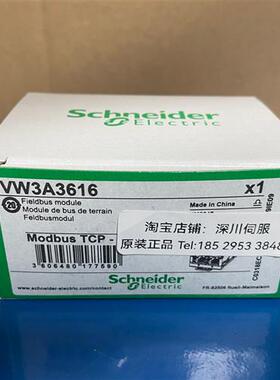 Schneider
Electric
VW3A3616
x1
Fieldbus module
Module de bus de terrain
Feldbusmodul
Made in China
淘宝店铺：深川伺服
原装正品 Tel:185 2953 3848
Modbus TCP -
3606480177590
Schneider
Electric
www.schneider-electric.com/contact